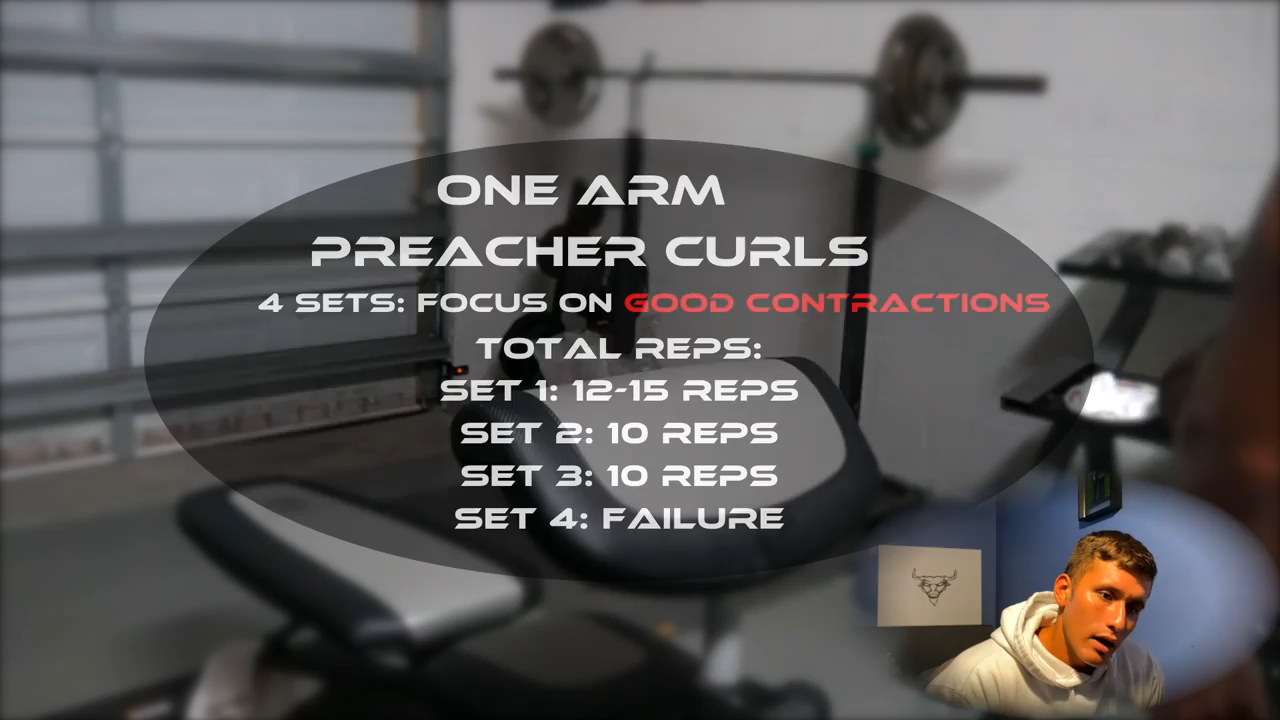 ONE ARM
PREACHER CURLS
4 SETS: FOCUS ON GOOD CONTRACTIONS
TOTAL REPS:
SET 1: 12-15 REPS
SET 2: 10 REPS
SET 3: 10 REPS
SET 4: FAILURE